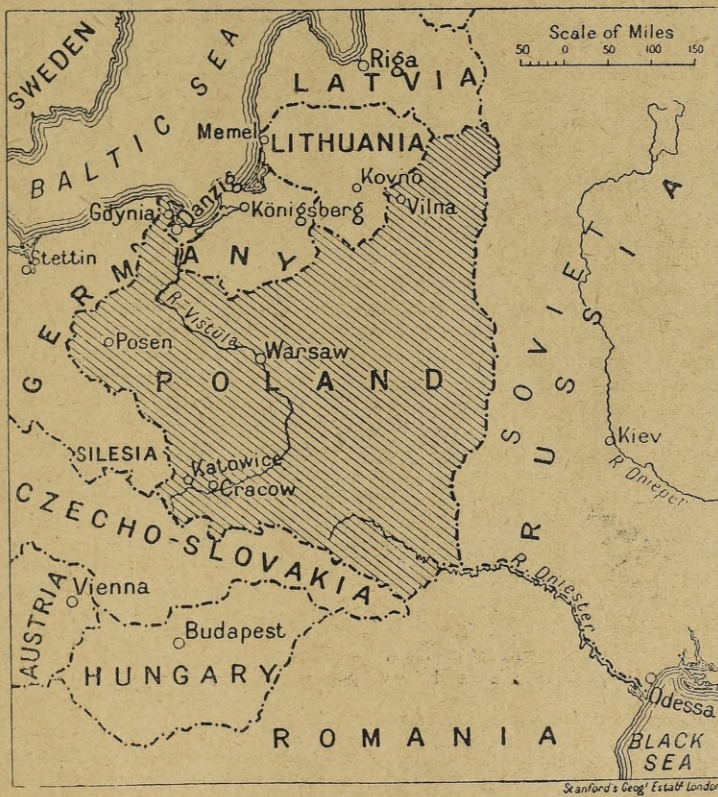 Scale of Miles
50 0 50 100 150
SWEDEN
BALTIC SEA
Riga
LATVIA
Memel
LITHUANIA
Kovno
Vilna
Gdynia
Danzig
Königsberg
Stettin
GERMANY
R. Vistula
Posen
Warsaw
POLAND
SOVIET
RUSSIA
Kiev
R. Dnieper
SILESIA
Katowice
Cracow
CZECHO-SLOVAKIA
R. Dniester
Vienna
AUSTRIA
Budapest
HUNGARY
Odessa
ROMANIA
BLACK
SEA
Stanford's Geogl Estabt London